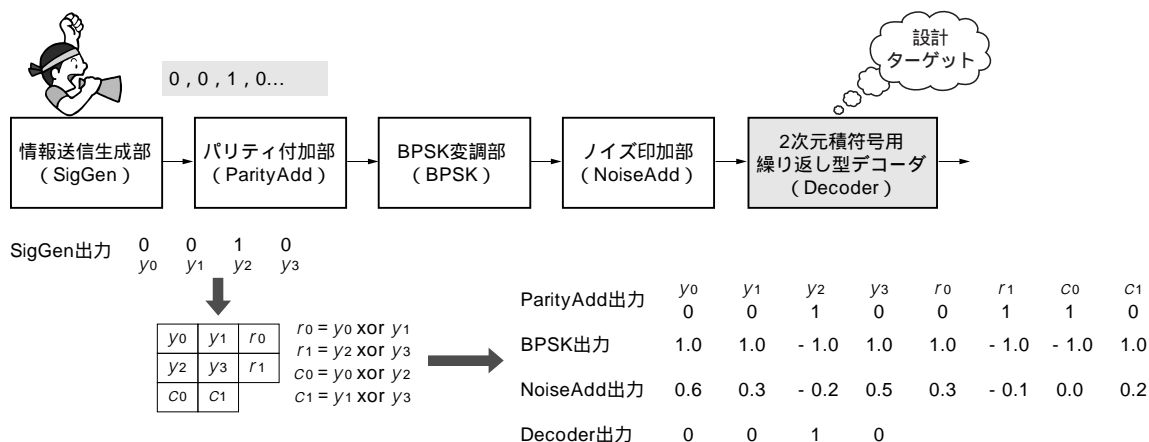 設計
ターゲット
0 , 0 , 1 , 0...
情報送信生成部
( SigGen )
パリティ付加部
( ParityAdd )
BPSK変調部
( BPSK )
ノイズ印加部
( NoiseAdd )
2次元積符号用
繰り返し型デコーダ
( Decoder )
SigGen出力 0 0 1 0
y0 y1 y2 y3
y0 y1 r0
y2 y3 r1
c0 c1
r0 = y0 xor y1
r1 = y2 xor y3
c0 = y0 xor y2
c1 = y1 xor y3
y0 y1 y2 y3 r0 r1 c0 c1
ParityAdd出力 0 0 1 0 0 1 1 0
BPSK出力 1.0 1.0 - 1.0 1.0 1.0 - 1.0 - 1.0 1.0
NoiseAdd出力 0.6 0.3 - 0.2 0.5 0.3 - 0.1 0.0 0.2
Decoder出力 0 0 1 0